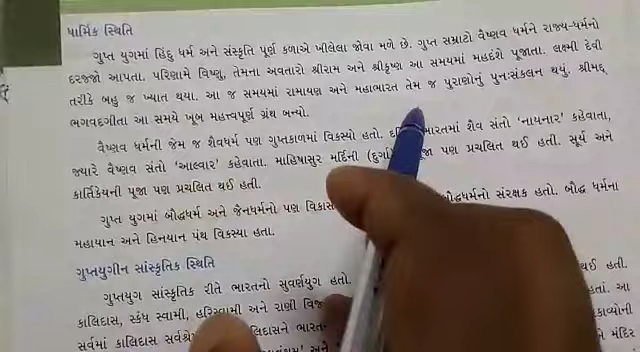 ધાર્મિક સ્થિતિ
ગુપ્ત યુગમાં હિંદુ ધર્મ અને સંસ્કૃતિ પૂર્ણ કળાએ ખીલેલા જોવા મળે છે. ગુપ્ત સમ્રાટો વૈષ્ણવ ધર્મને રાજ્ય-ધર્મનો
દરજ્જો આપતા. પરિણામે વિષ્ણુ, તેમના અવતારો શ્રીરામ અને શ્રીકૃષ્ણ આ સમયમાં મહદંશે પૂજાતા. લક્ષ્મી દેવી
તરીકે બહુ જ ખ્યાત થયા. આ જ સમયમાં રામાયણ અને મહાભારત તેમ જ પુરાણોનું પુનઃસંકલન થયું. શ્રીમદ્
ભગવદગીતા આ સમયે ખૂબ મહત્ત્વપૂર્ણ ગ્રંથ બન્યો.
વૈષ્ણવ ધર્મની જેમ જ શૈવધર્મ પણ ગુપ્તકાળમાં વિકસ્યો હતો. ભારતમાં શૈવ સંતો ‘નાયનાર’ કહેવાતા,
જ્યારે વૈષ્ણવ સંતો ‘આલ્વાર’ કહેવાતા. માહિષાસુર મર્દિની (દુર્ગા) પણ પ્રચલિત થઈ હતી. સૂર્ય અને
કાર્તિકેયની પૂજા પણ પ્રચલિત થઈ હતી.
ગુપ્ત યુગમાં બૌદ્ધધર્મ અને જૈનધર્મનો પણ બૌદ્ધધર્મનો સંરક્ષક હતો. બૌદ્ધ ધર્મના
મહાયાન અને હિનયાન પંથ વિકસ્યા હતા.
ગુપ્તયુગીન સાંસ્કૃતિક સ્થિતિ
ગુપ્તયુગ સાંસ્કૃતિક રીતે ભારતનો સુવર્ણયુગ હતો. થઈ હતી.
કાલિદાસ, સ્કંધ સ્વામી, હરિસ્વામી અને રાણી હતાં. આ
સર્વમાં કાલિદાસ
મંદિર